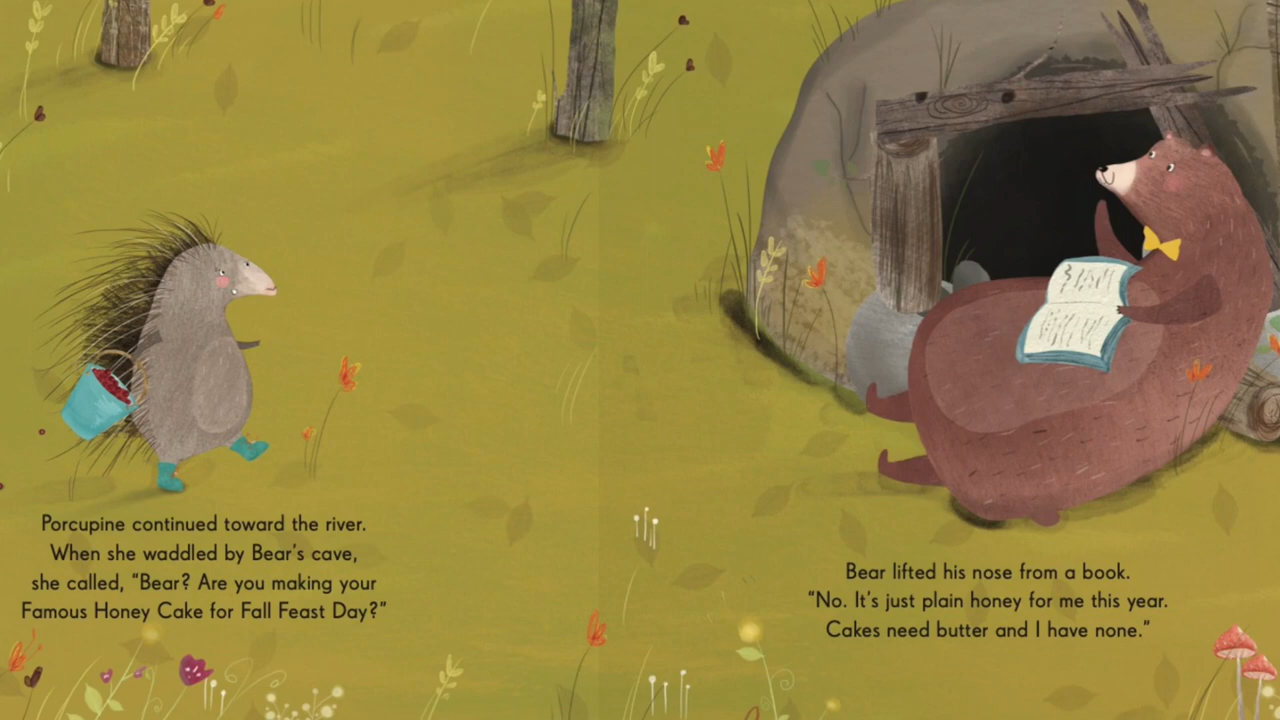 Porcupine continued toward the river.
When she waddled by Bear's cave,
she called, "Bear? Are you making your
Famous Honey Cake for Fall Feast Day?"
Bear lifted his nose from a book.
"No. It's just plain honey for me this year.
Cakes need butter and I have none."